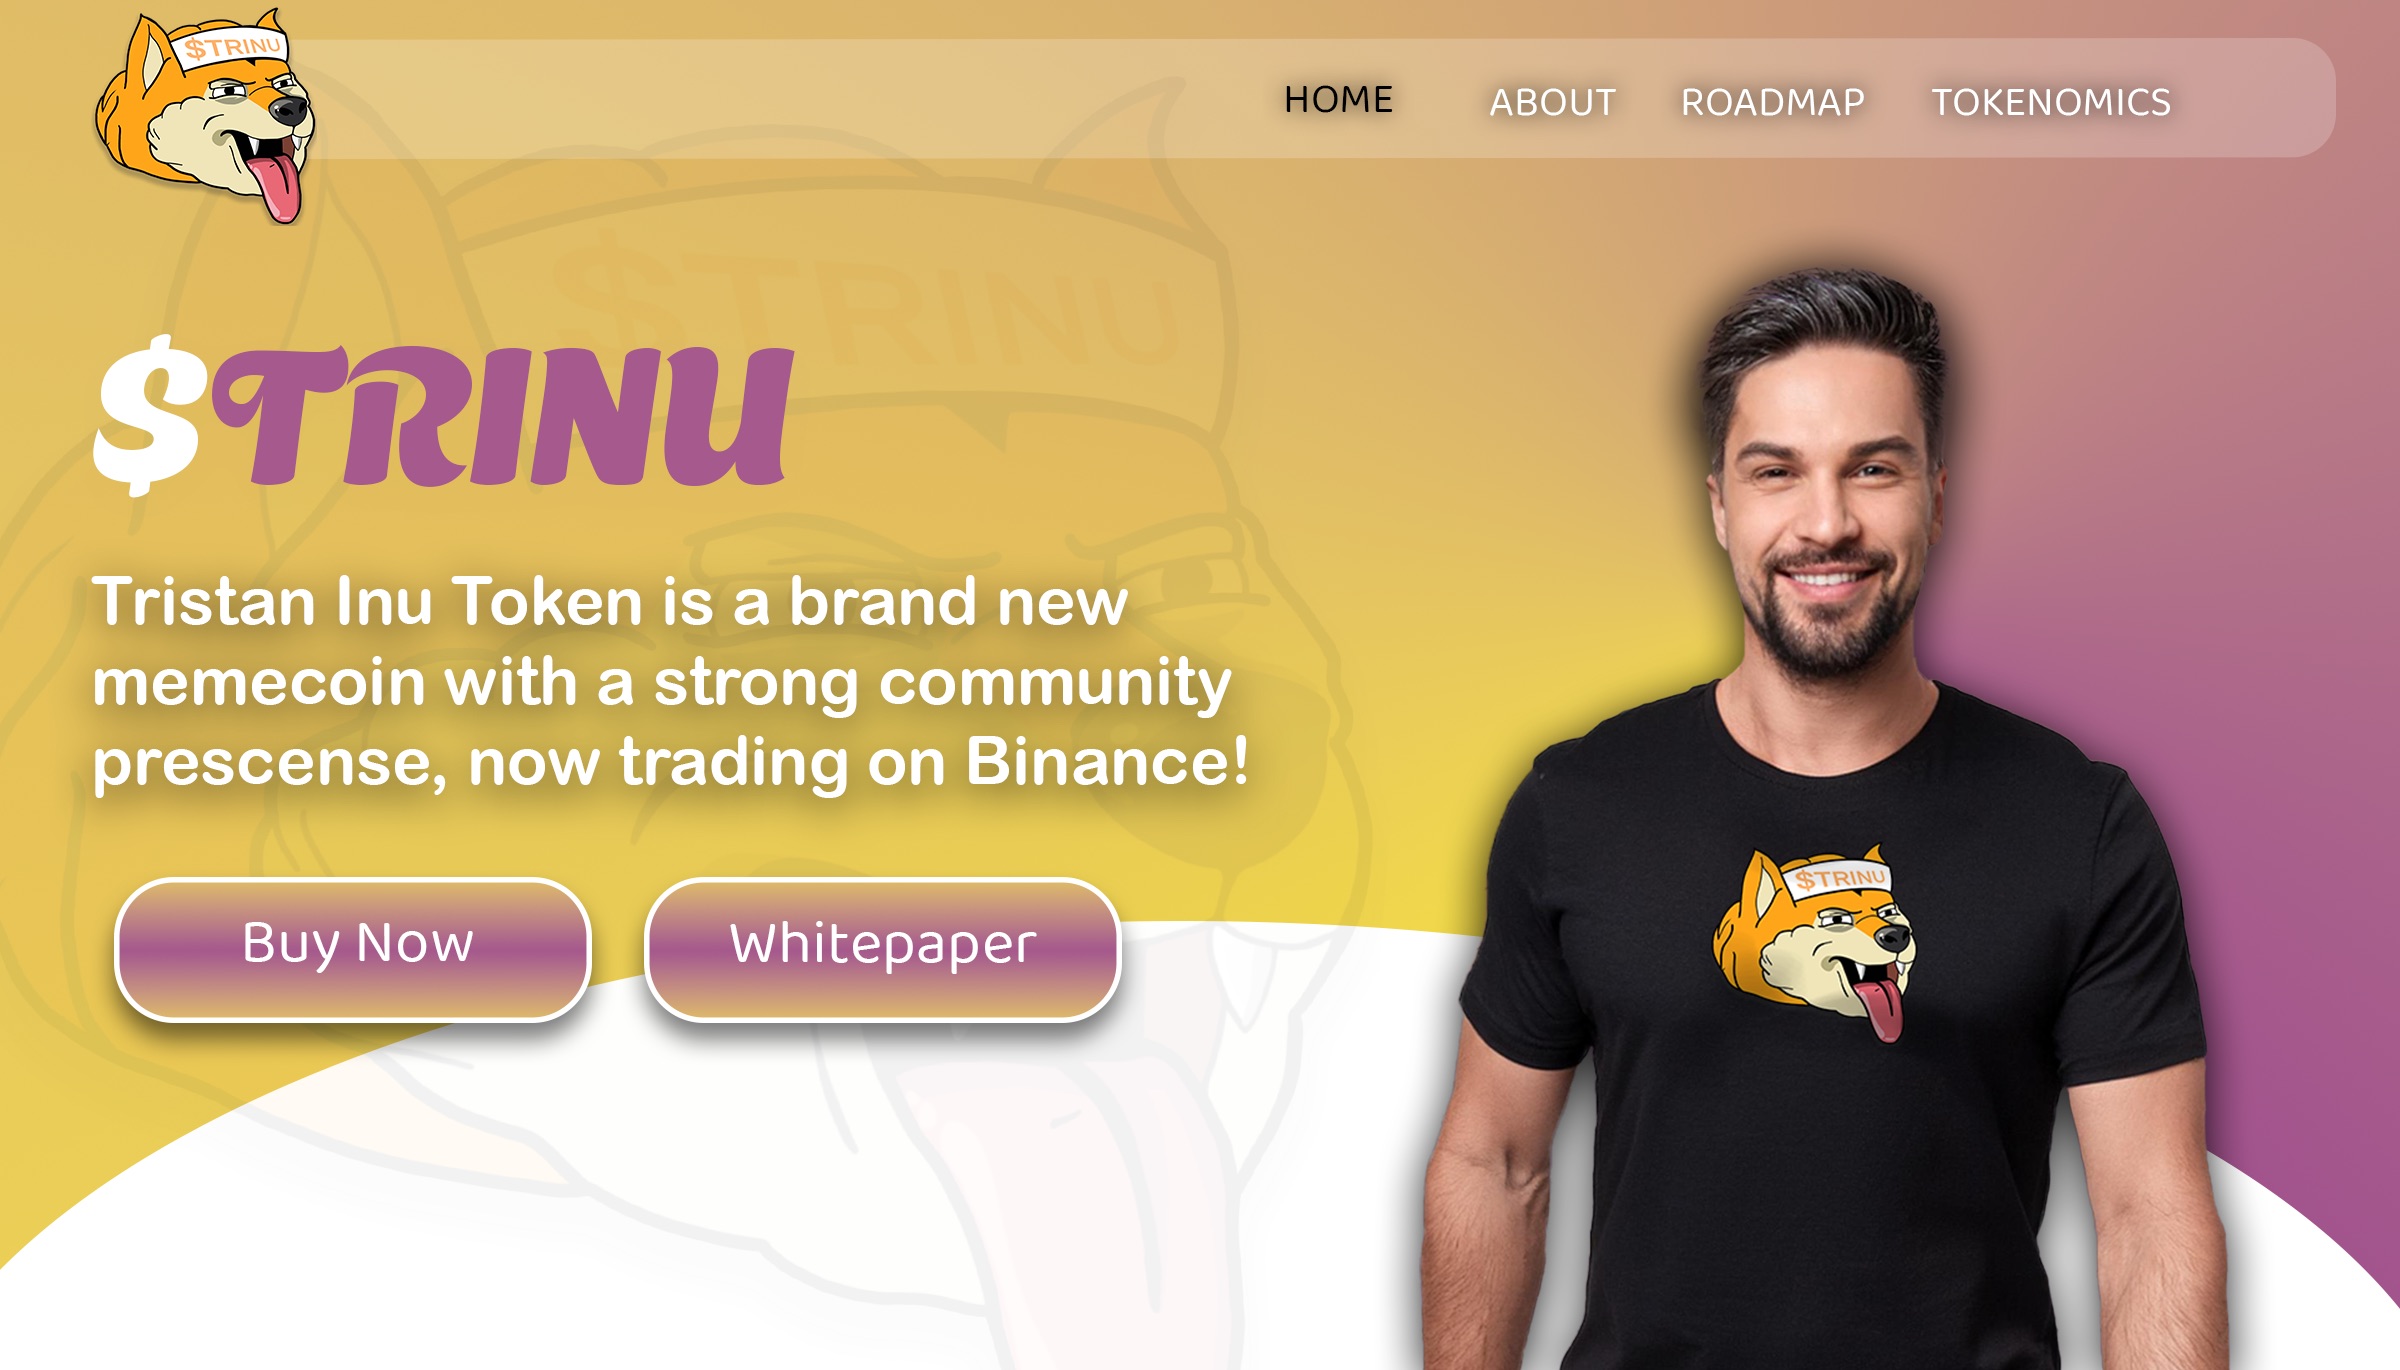 $TRINU
HOME ABOUT ROADMAP TOKENOMICS
$TRINU
$TRINU
Tristan Inu Token is a brand new
memecoin with a strong community
prescense, now trading on Binance!
$TRINU
Buy Now Whitepaper